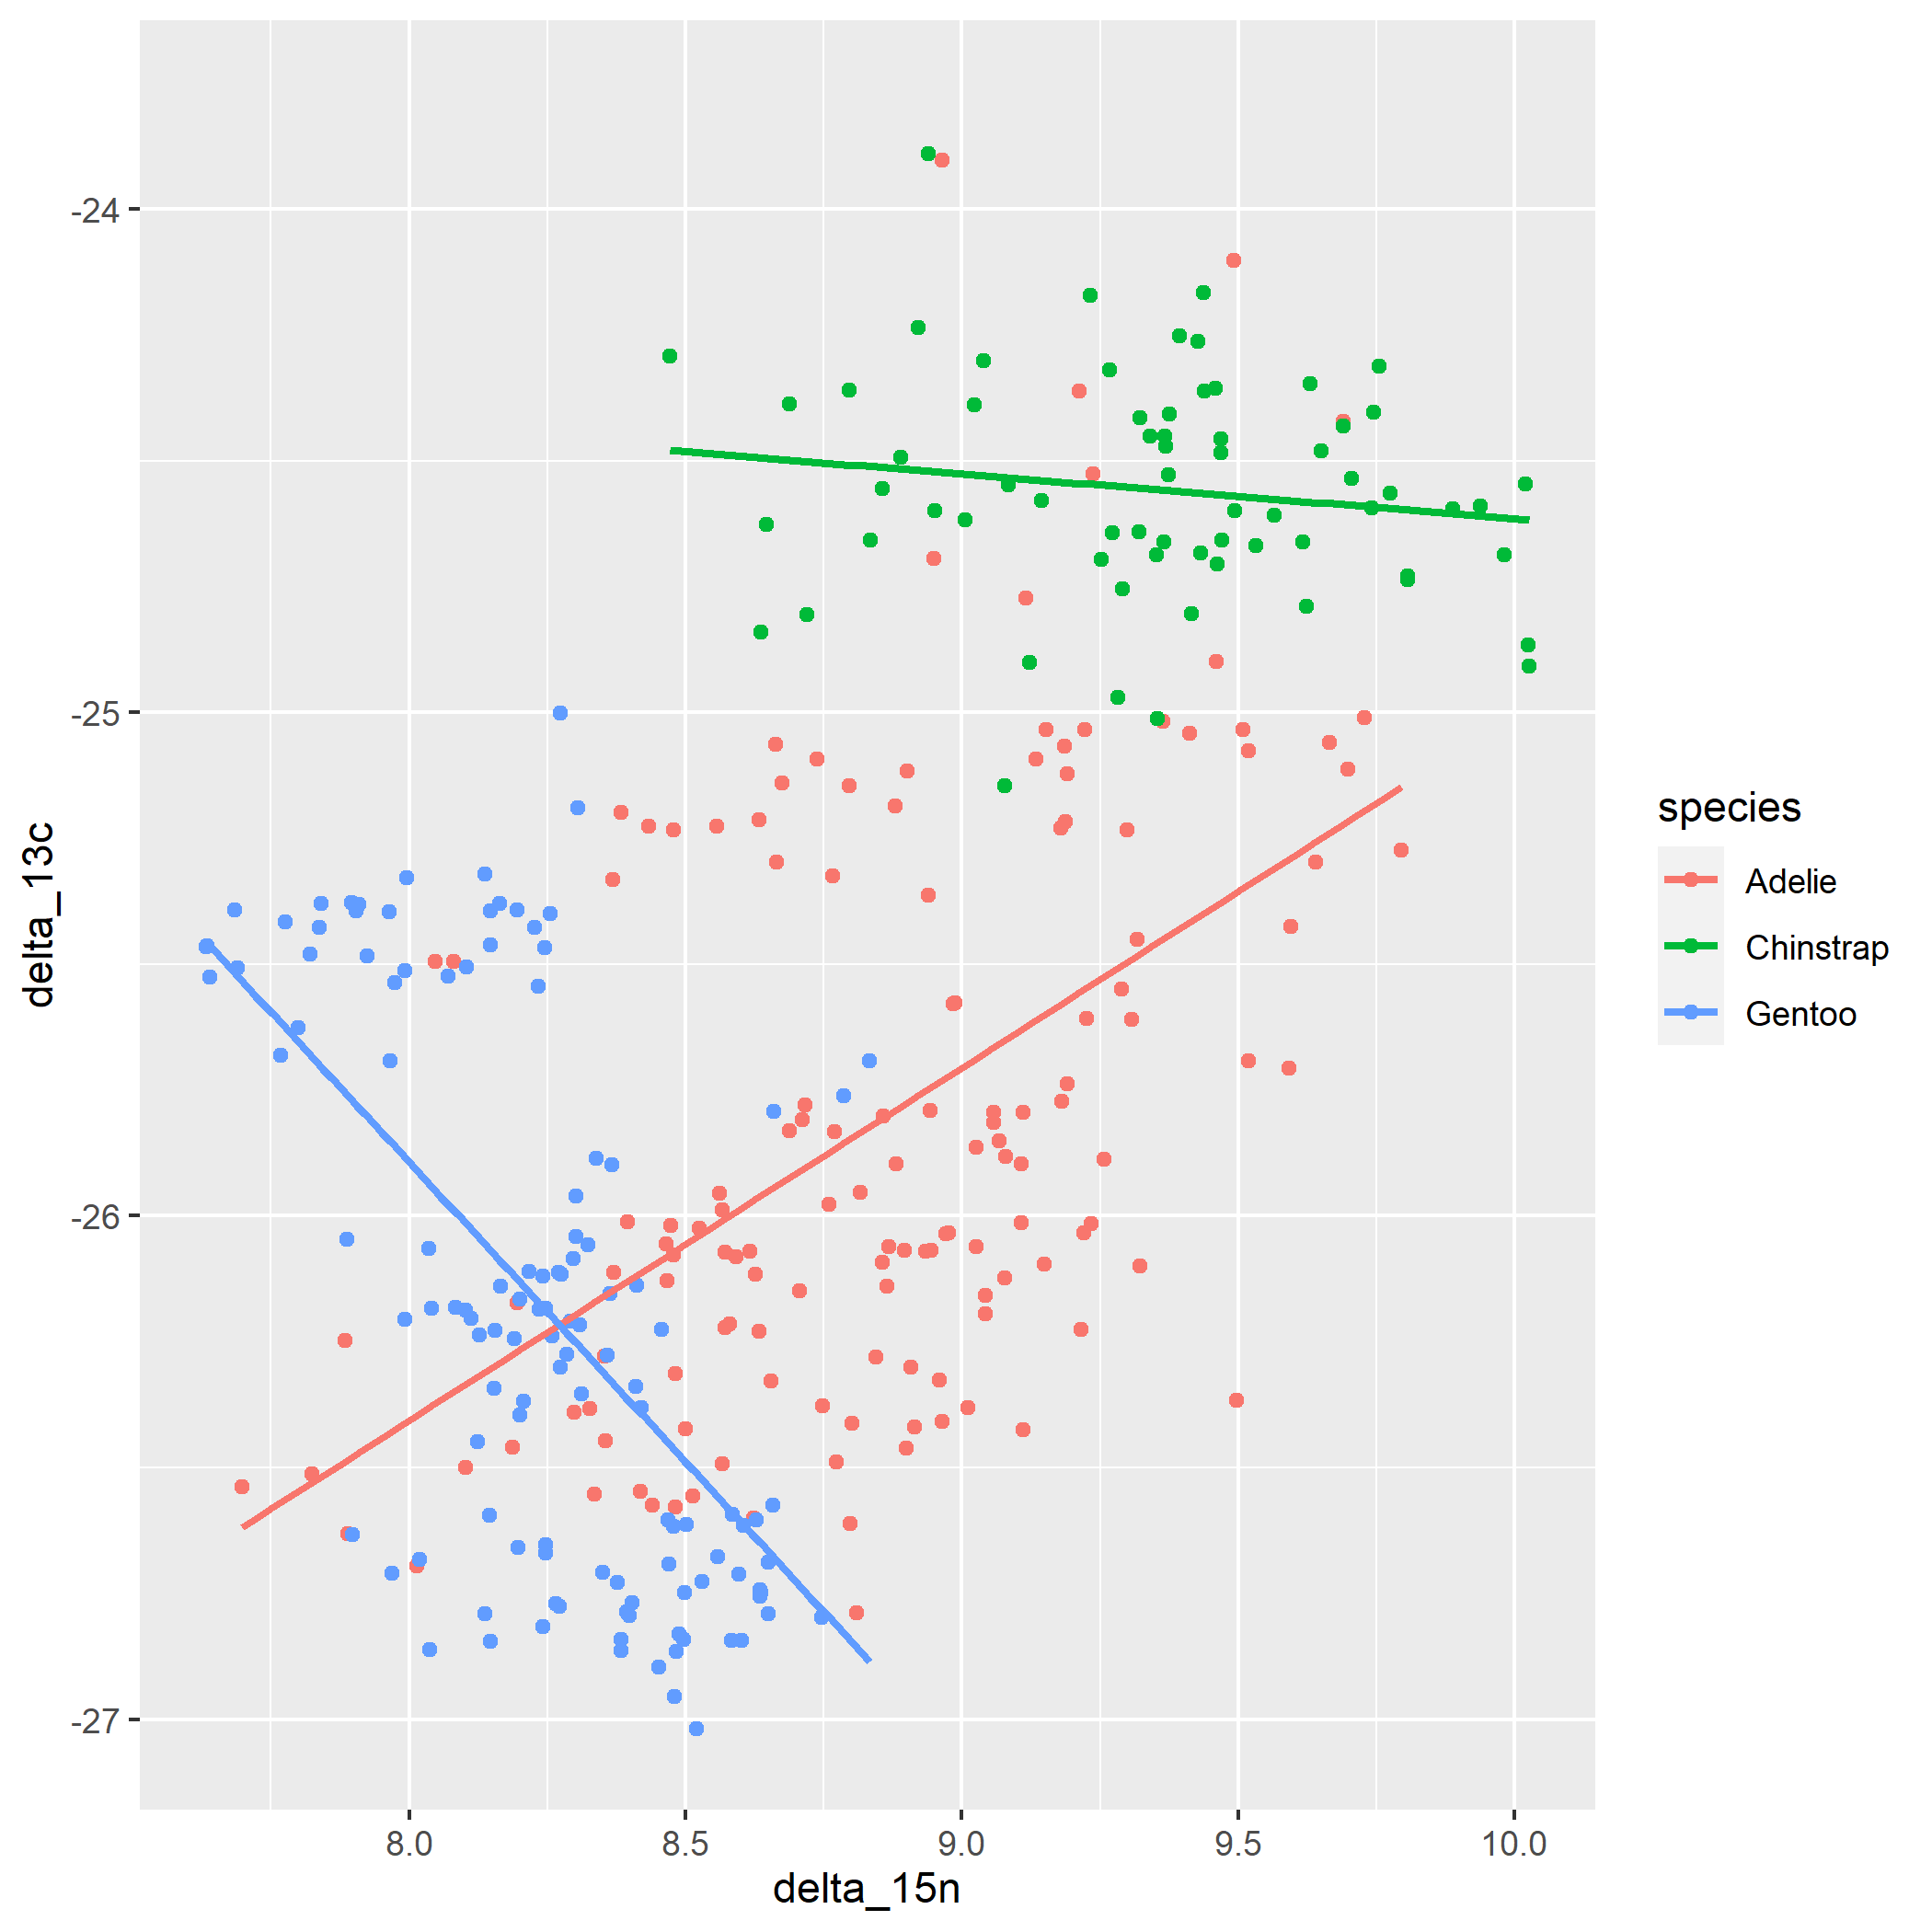 -24
-25
-26
-27
delta_13c
8.0 8.5 9.0 9.5 10.0
delta_15n
species
Adelie
Chinstrap
Gentoo